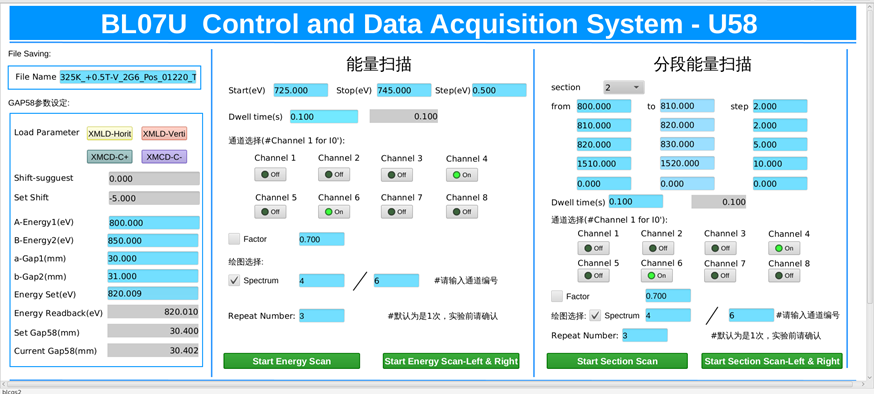 BL07U Control and Data Acquisition System - U58
File Saving:
File Name 325K_+0.5T-V_2G6_Pos_01220_T
GAP58参数设定:
Load Parameter XMLD-Horit XMLD-Verti
XMCD-C+ XMCD-C-
Shift-sugguest 0.000
Set Shift -5.000
A-Energy1(eV) 800.000
B-Energy2(eV) 850.000
a-Gap1(mm) 30.000
b-Gap2(mm) 31.000
Energy Set(eV) 820.009
Energy Readback(eV) 820.010
Set Gap58(mm) 30.400
Current Gap58(mm) 30.402
能量扫描
Start(eV) 725.000 Stop(eV) 745.000 Step(eV) 0.500
Dwell time(s) 0.100 0.100
通道选择(#Channel 1 for I0'):
Channel 1 Channel 2 Channel 3 Channel 4
Off Off Off On
Channel 5 Channel 6 Channel 7 Channel 8
Off On Off Off
Factor 0.700
绘图选择:
Spectrum 4 / 6 #请输入通道编号
Repeat Number: 3 #默认为是1次，实验前请确认
Start Energy Scan Start Energy Scan-Left & Right
分段能量扫描
section 2
from 800.000 to 810.000 step 2.000
810.000 820.000 2.000
820.000 830.000 5.000
1510.000 1520.000 10.000
0.000 0.000 0.000
Dwell time(s) 0.100 0.100
通道选择(#Channel 1 for I0'):
Channel 1 Channel 2 Channel 3 Channel 4
Off Off Off On
Channel 5 Channel 6 Channel 7 Channel 8
Off On Off Off
Factor 0.700
绘图选择: Spectrum 4 / 6 #请输入通道编号
Repeat Number: 3 #默认为是1次，实验前请确认
Start Section Scan Start Section Scan-Left & Right
blcgs2